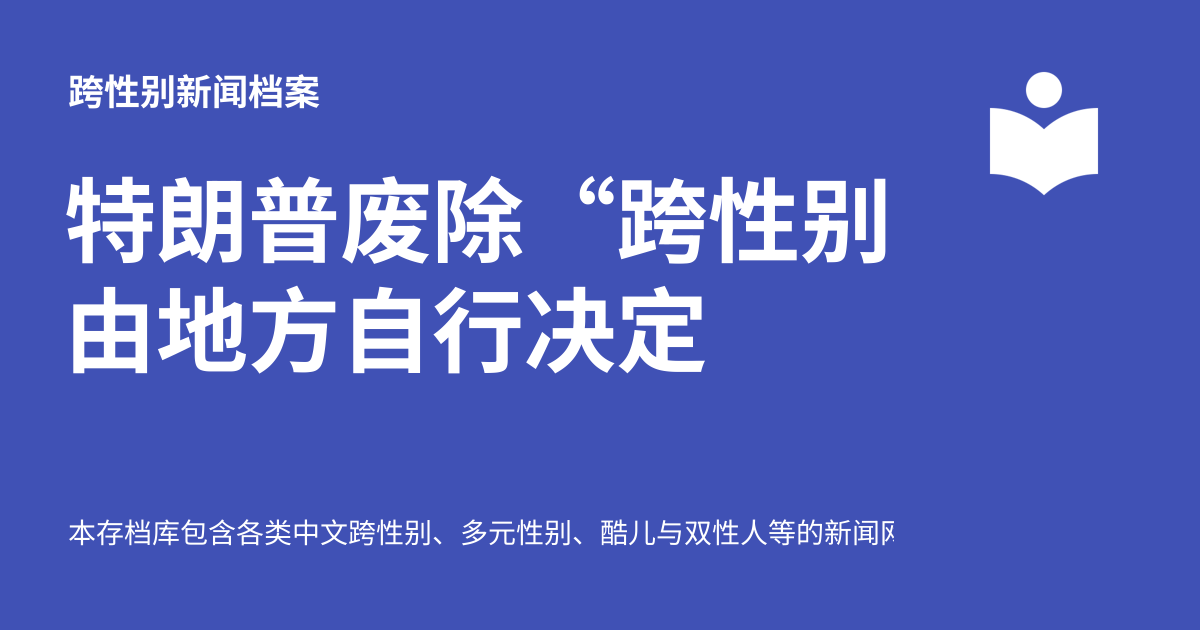 跨性别新闻档案
特朗普废除“跨性别
由地方自行决定
本存档库包含各类中文跨性别、多元性别、酷儿与双性人等的新闻网